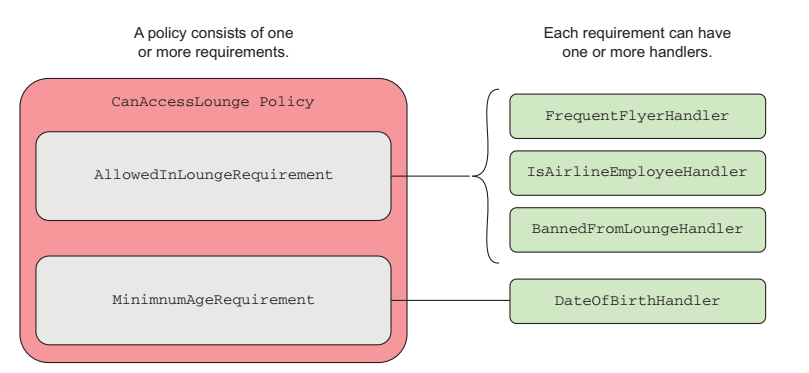 A policy consists of one
or more requirements.
Each requirement can have
one or more handlers.
CanAccessLounge Policy
AllowedInLoungeRequirement
MinimnumAgeRequirement
FrequentFlyerHandler
IsAirlineEmployeeHandler
BannedFromLoungeHandler
DateOfBirthHandler